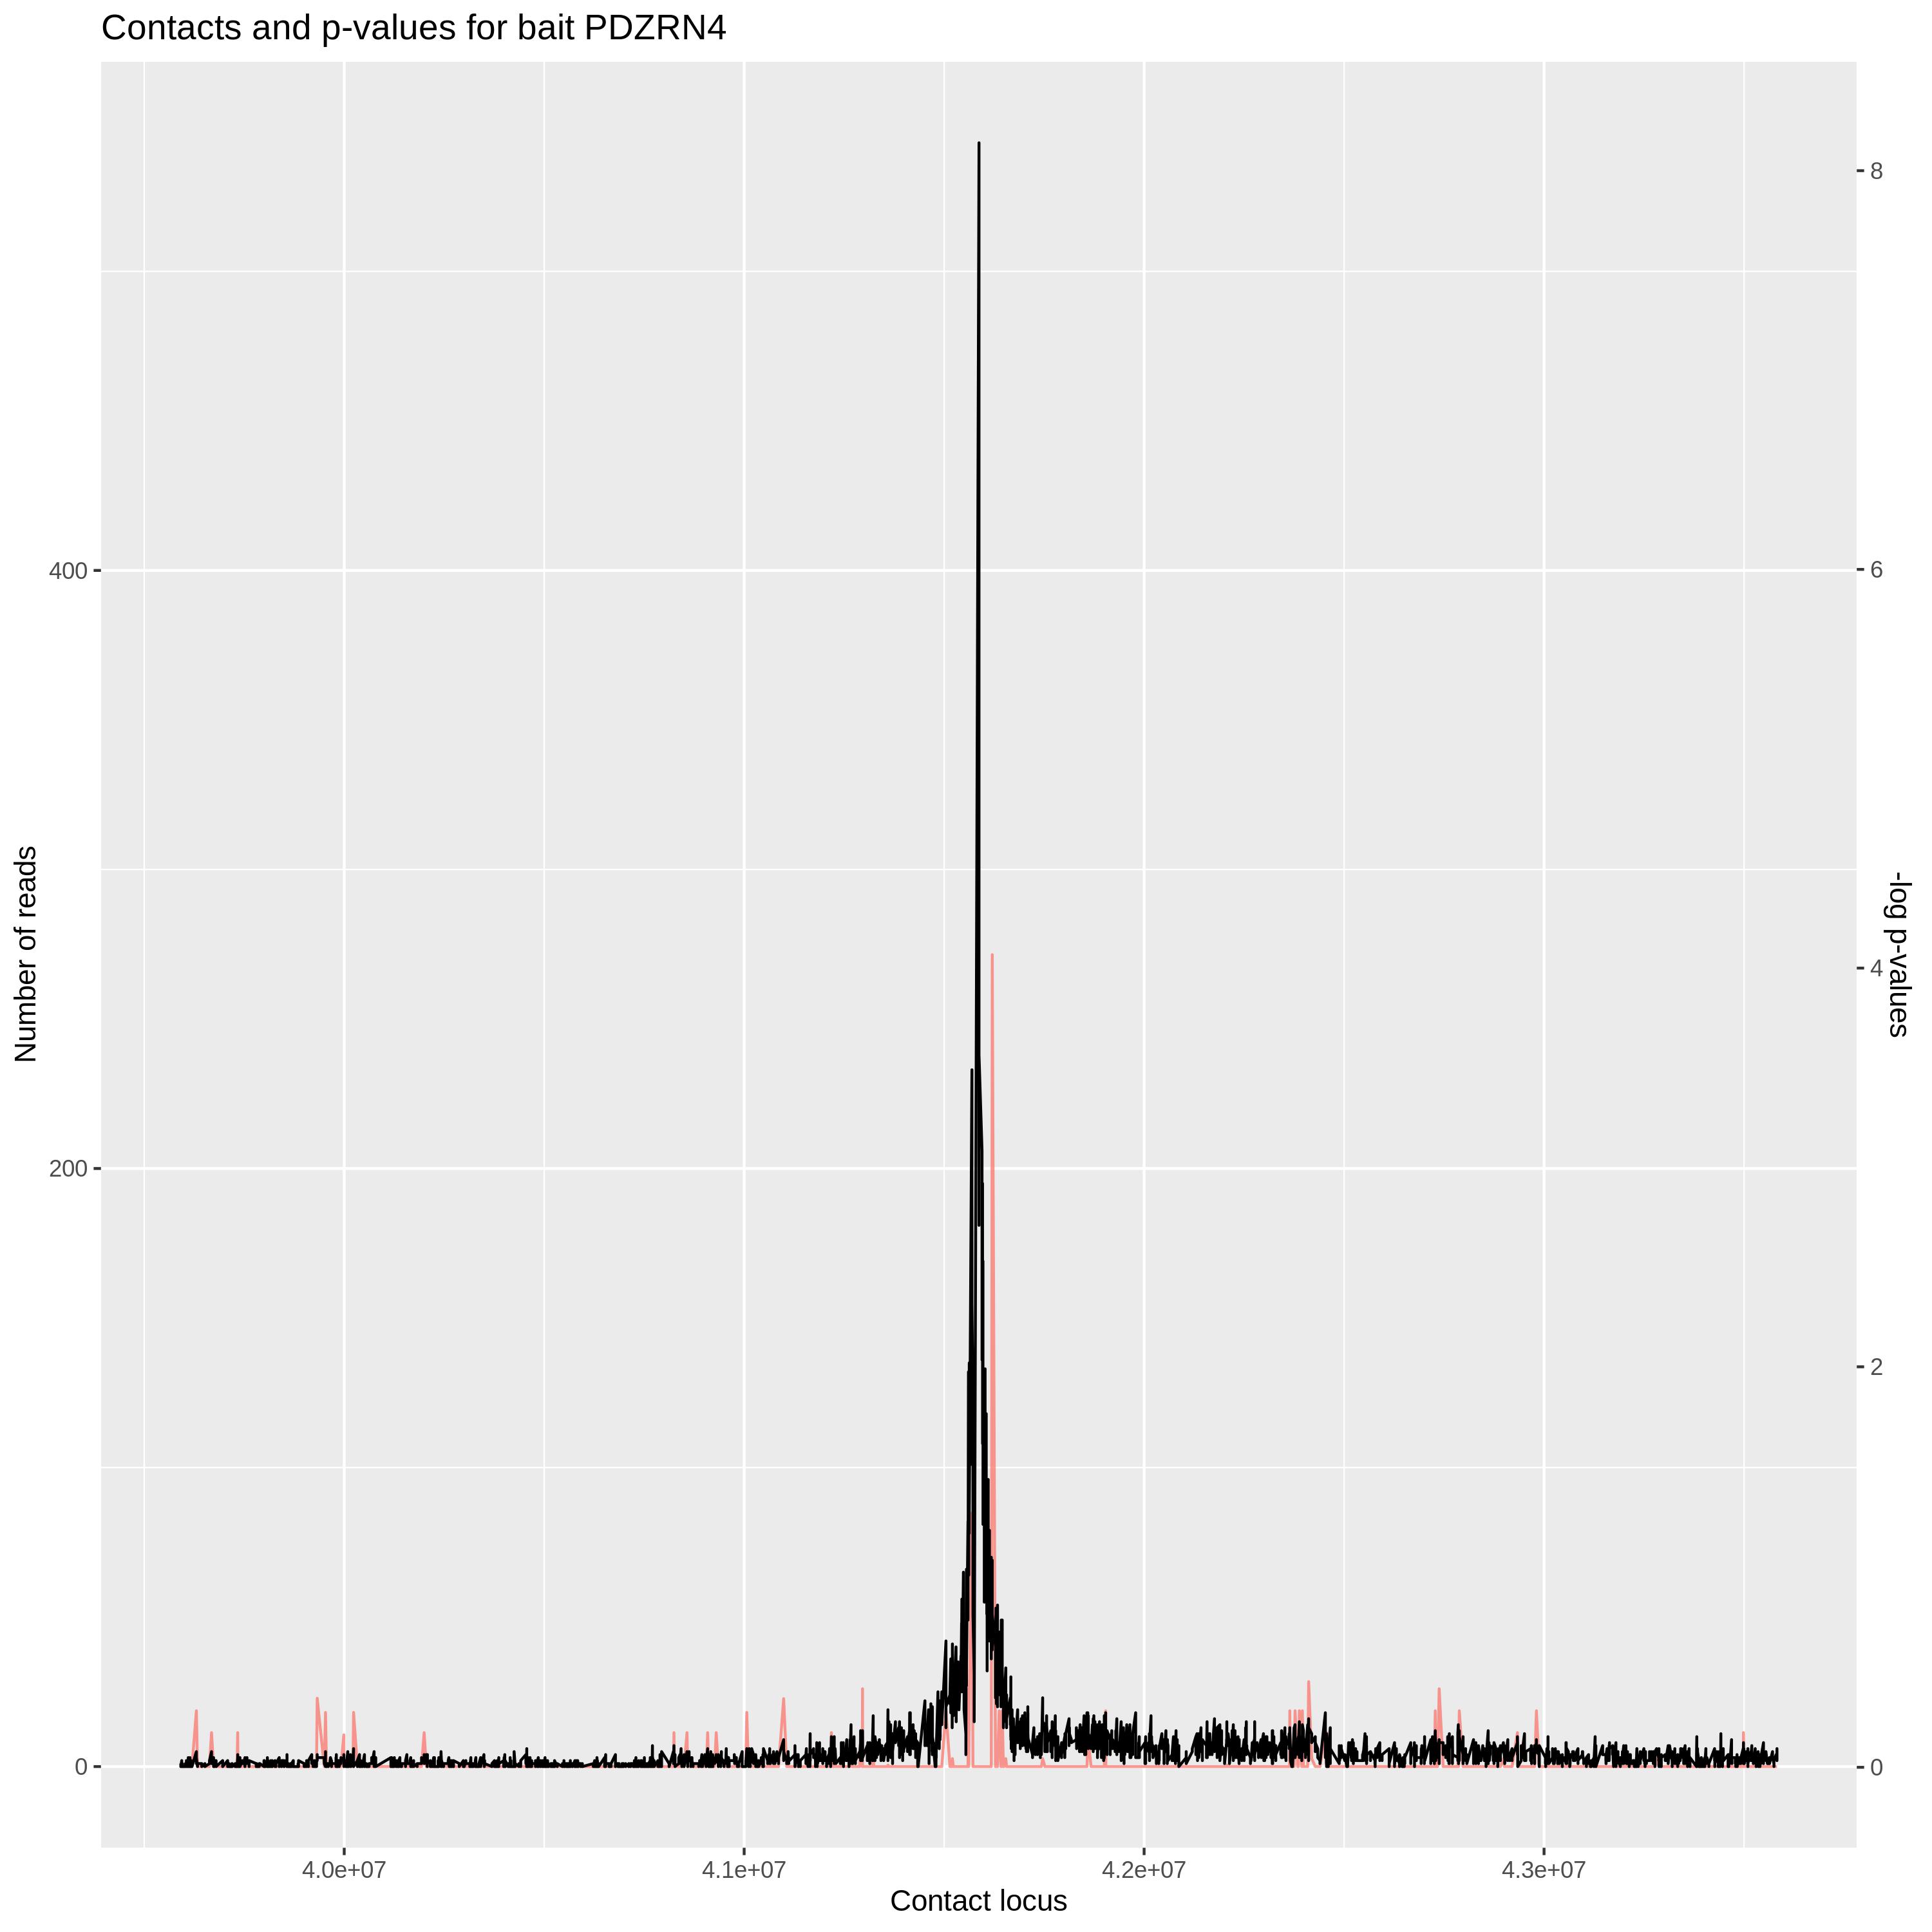 Contacts and p-values for bait PDZRN4
Number of reads
400
200
0
8
6
4
2
0
-log p-values
4.0e+07 4.1e+07 4.2e+07 4.3e+07
Contact locus